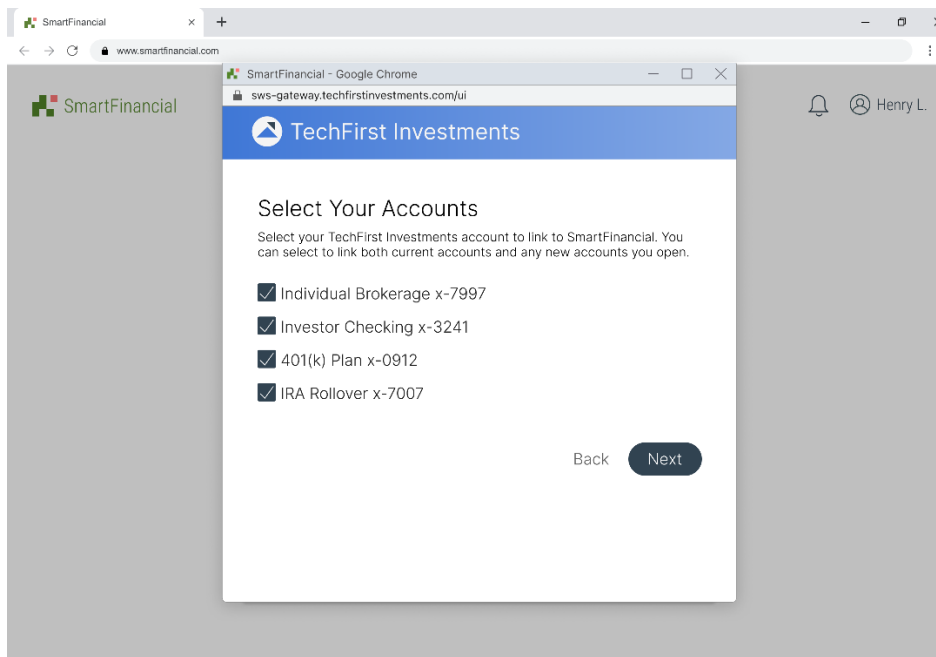 SmartFinancial
www.smartfinancial.com
SmartFinancial - Google Chrome
sws-gateway.techfirstinvestments.com/ui
SmartFinancial
Henry L.
TechFirst Investments
Select Your Accounts
Select your TechFirst Investments account to link to SmartFinancial. You
can select to link both current accounts and any new accounts you open.
Individual Brokerage x-7997
Investor Checking x-3241
401(k) Plan x-0912
IRA Rollover x-7007
Back
Next